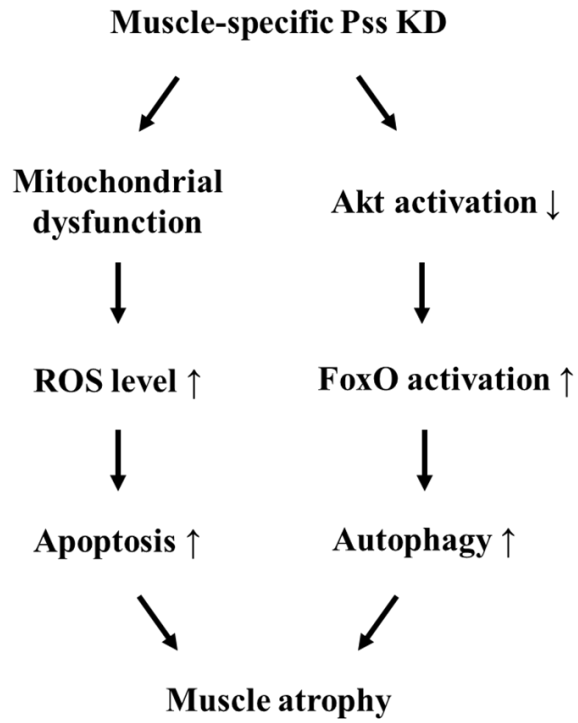 Muscle-specific Pss KD
Mitochondrial
dysfunction
Akt activation ↓
ROS level ↑
FoxO activation ↑
Apoptosis ↑
Autophagy ↑
Muscle atrophy